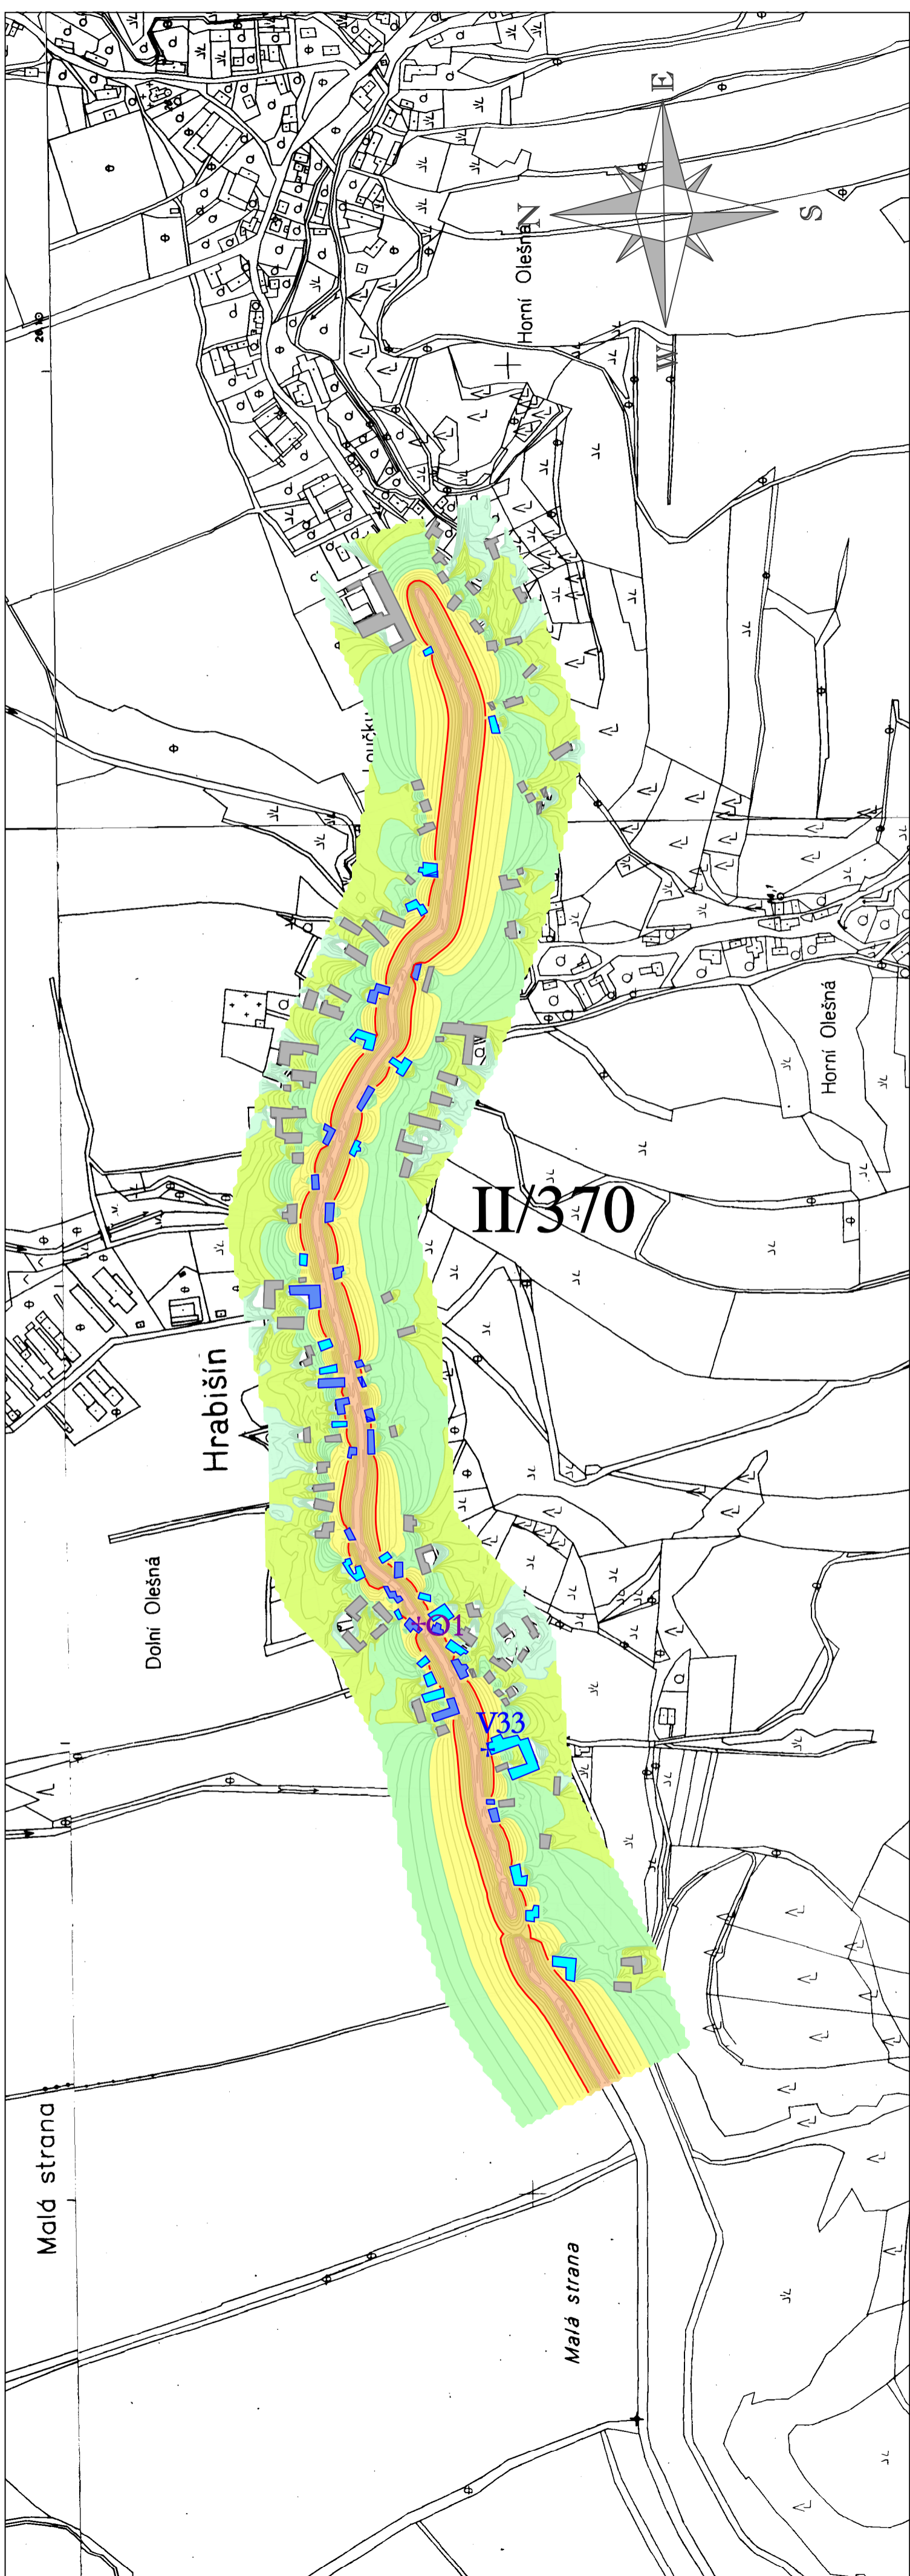 E
N
S
W
Horní Olešná
II/370
Horní Olešná
Hrabišín
Dolní Olešná
O1
V33
Malá strana
Malá strana